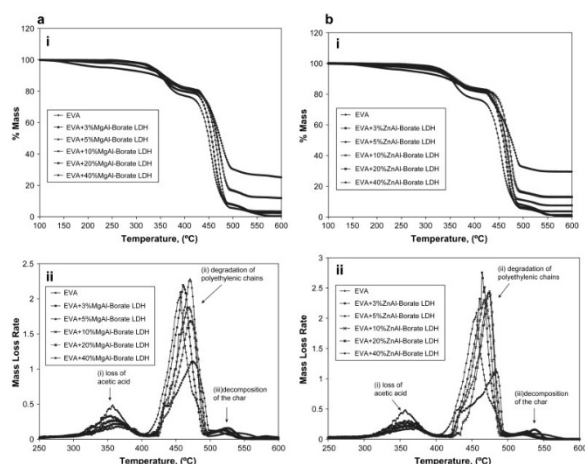 a
i
% Mass
120
100
80
60
40
20
0
EVA
EVA+3%MgAl-Borate LDH
EVA+5%MgAl-Borate LDH
EVA+10%MgAl-Borate LDH
EVA+20%MgAl-Borate LDH
EVA+40%MgAl-Borate LDH
100 150 200 250 300 350 400 450 500 550 600
Temperature, (ºC)
ii
Mass Loss Rate
2.5
2
1.5
1
0.5
0
EVA
EVA+3%MgAl-Borate LDH
EVA+5%MgAl-Borate LDH
EVA+10%MgAl-Borate LDH
EVA+20%MgAl-Borate LDH
EVA+40%MgAl-Borate LDH
(ii) degradation of
polyethylenic chains
(i) loss of
acetic acid
(iii)decomposition
of the char
250 300 350 400 450 500 550 600
Temperature, (ºC)
b
i
% Mass
120
100
80
60
40
20
0
EVA
EVA+3%ZnAl-Borate LDH
EVA+5%ZnAl-Borate LDH
EVA+10%ZnAl-Borate LDH
EVA+20%ZnAl-Borate LDH
EVA+40%ZnAl-Borate LDH
100 150 200 250 300 350 400 450 500 550 600
Temperature, (ºC)
ii
Mass Loss Rate
3
2.5
2
1.5
1
0.5
0
EVA
EVA+3%ZnAl-Borate LDH
EVA+5%ZnAl-Borate LDH
EVA+10%ZnAl-Borate LDH
EVA+20%ZnAl-Borate LDH
EVA+40%ZnAl-Borate LDH
(ii) degradation of
polyethylenic chains
(i) loss of
acetic acid
(iii)decomposition
of the char
250 300 350 400 450 500 550 600
Temperature, (ºC)